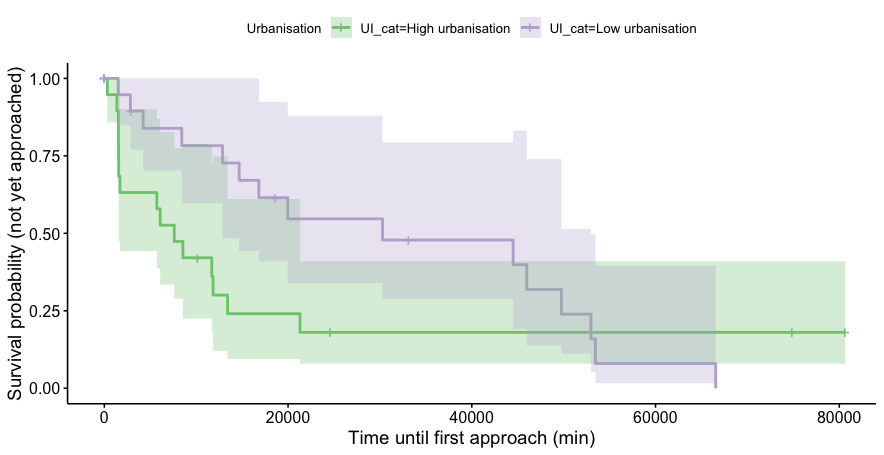 Urbanisation UI_cat=High urbanisation UI_cat=Low urbanisation
Survival probability (not yet approached)
1.00
0.75
0.50
0.25
0.00
0 20000 40000 60000 80000
Time until first approach (min)